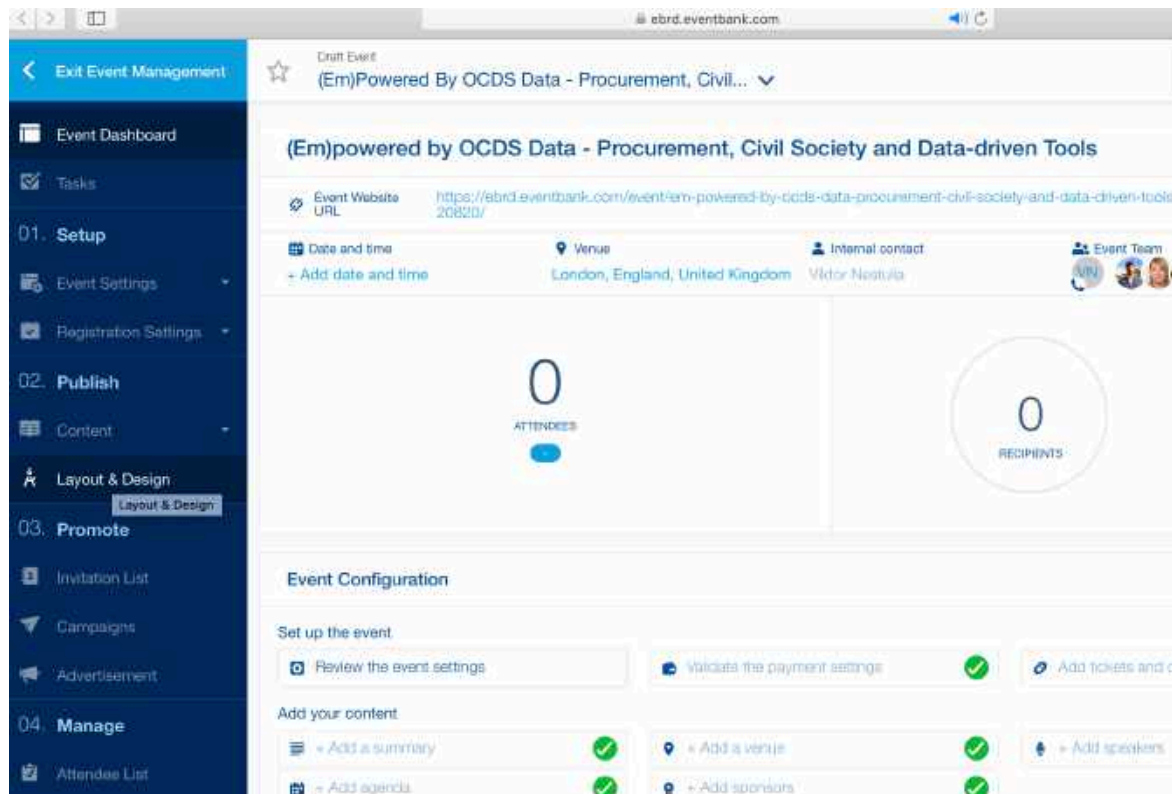 ebrd.eventbank.com
Exit Event Management
Draft Event
(Em)Powered By OCDS Data - Procurement, Civil...
Event Dashboard
Tasks
01. Setup
Event Settings
Registration Settings
02. Publish
Content
Layout & Design
Layout & Design
03. Promote
Invitation List
Campaigns
Advertisement
04. Manage
Attendee List
(Em)powered by OCDS Data - Procurement, Civil Society and Data-driven Tools
Event Website URL
https://ebrd.eventbank.com/event/em-powered-by-ocds-data-procurement-civil-society-and-data-driven-tools
20820/
Date and time
Venue
Internal contact
Event Team
+ Add date and time
London, England, United Kingdom
Viktor Nestulia
VN
0
ATTENDEES
0
RECIPIENTS
Event Configuration
Set up the event
Review the event settings
Validate the payment settings
Add tickets and
Add your content
+ Add a summary
+ Add a venue
+ Add speakers
+ Add agenda
+ Add sponsors